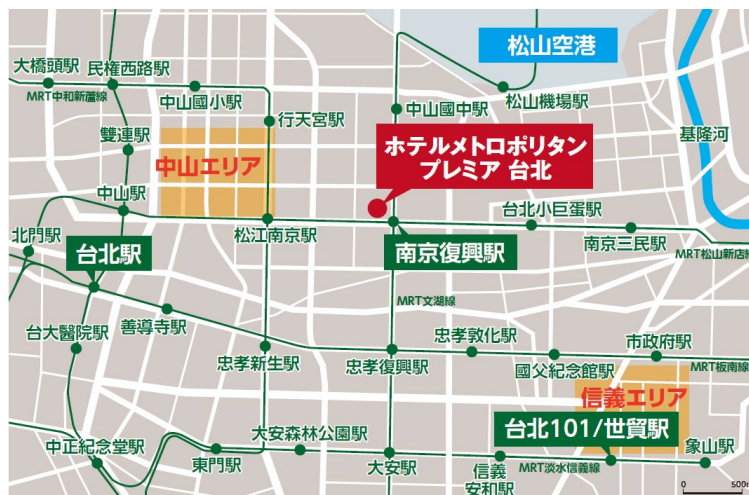 松山空港
大橋頭駅
民権西路駅
MRT中和新蘆線
中山國小駅
中山國中駅
松山機場駅
行天宮駅
雙連駅
中山エリア
ホテルメトロポリタン
プレミア 台北
基隆河
中山駅
北門駅
台北駅
松江南京駅
南京復興駅
台北小巨蛋駅
南京三民駅
MRT松山新店線
MRT文湖線
台大醫院駅
善導寺駅
忠孝新生駅
忠孝復興駅
忠孝敦化駅
國父紀念館駅
市政府駅
MRT板南線
信義エリア
台北101/世貿駅
中正紀念堂駅
東門駅
大安森林公園駅
大安駅
信義
安和駅
MRT淡水信義線
象山駅
0